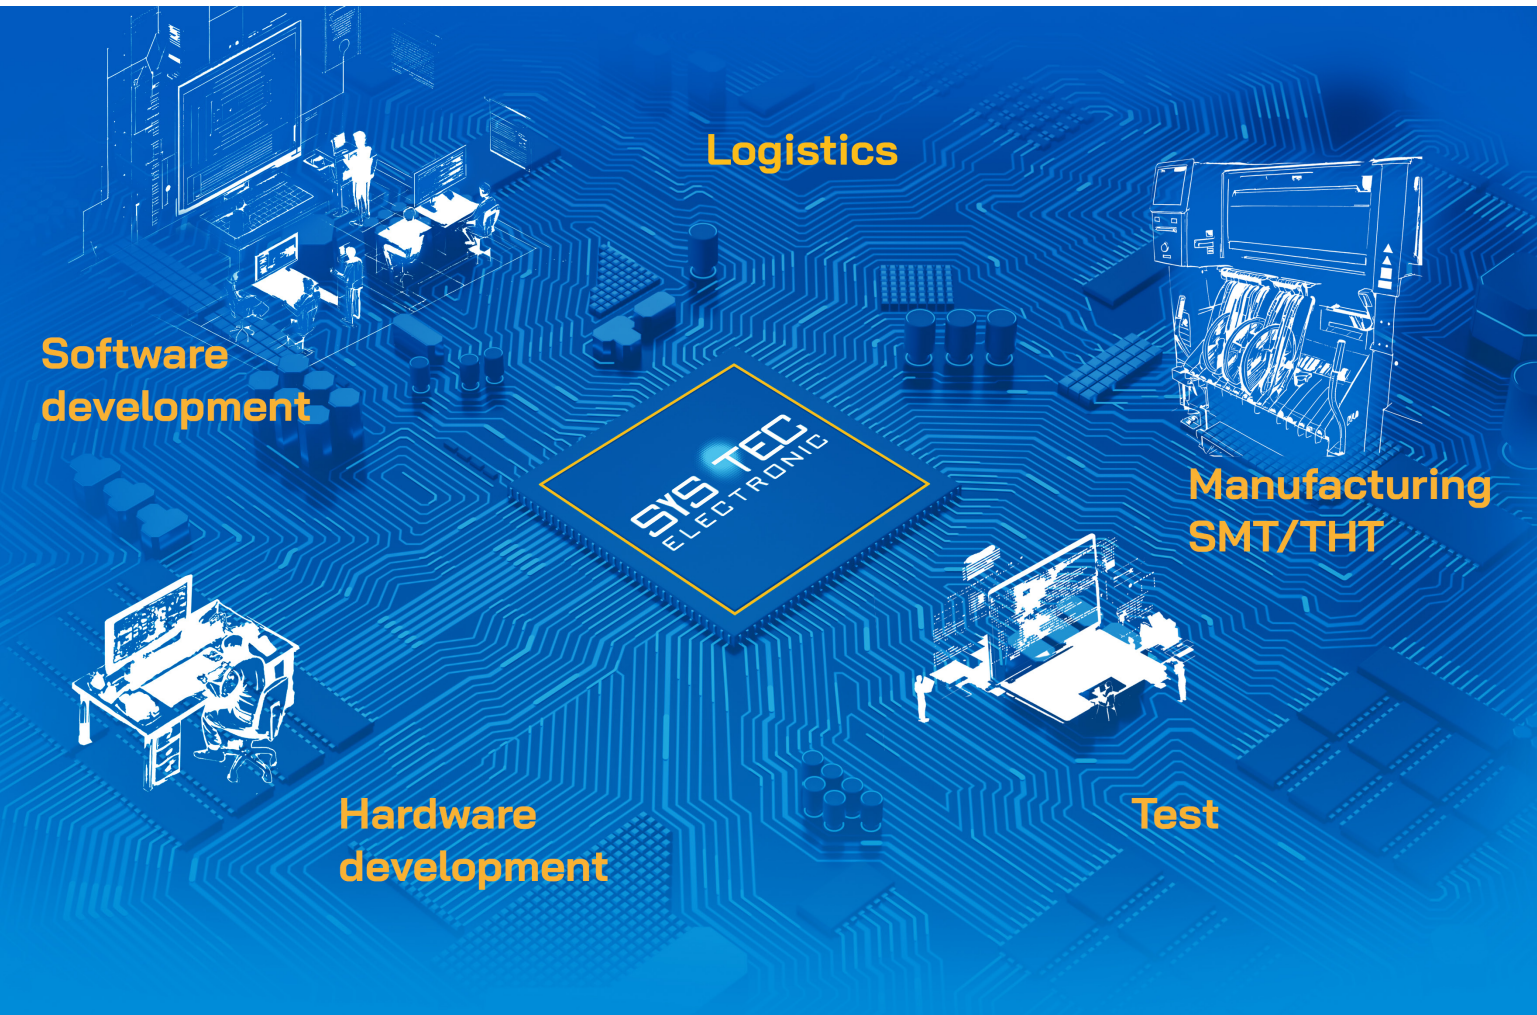 Logistics
Software
development
SYS TEC
ELECTRONIC
Manufacturing
SMT/THT
Hardware
development
Test